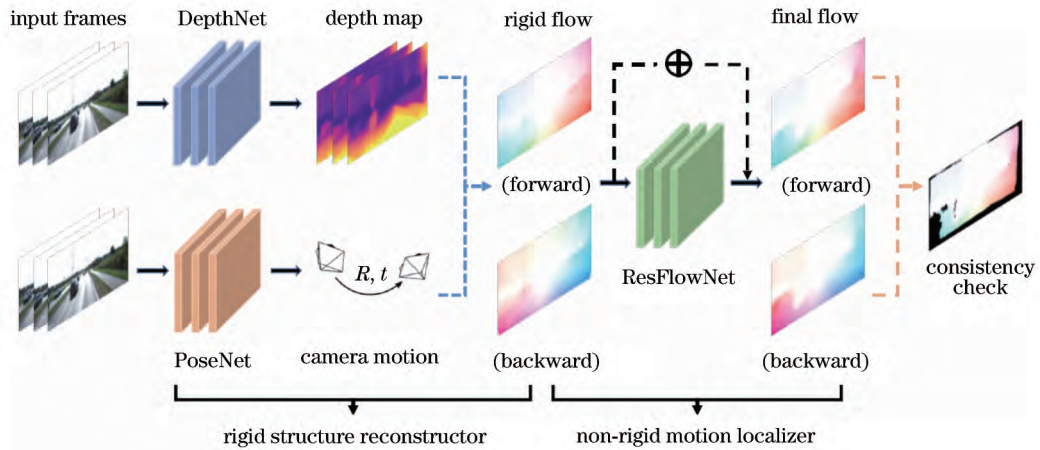 input frames
DepthNet
depth map
rigid flow
final flow
(forward)
(forward)
R, t
ResFlowNet
consistency
check
PoseNet
camera motion
(backward)
(backward)
rigid structure reconstructor
non-rigid motion localizer